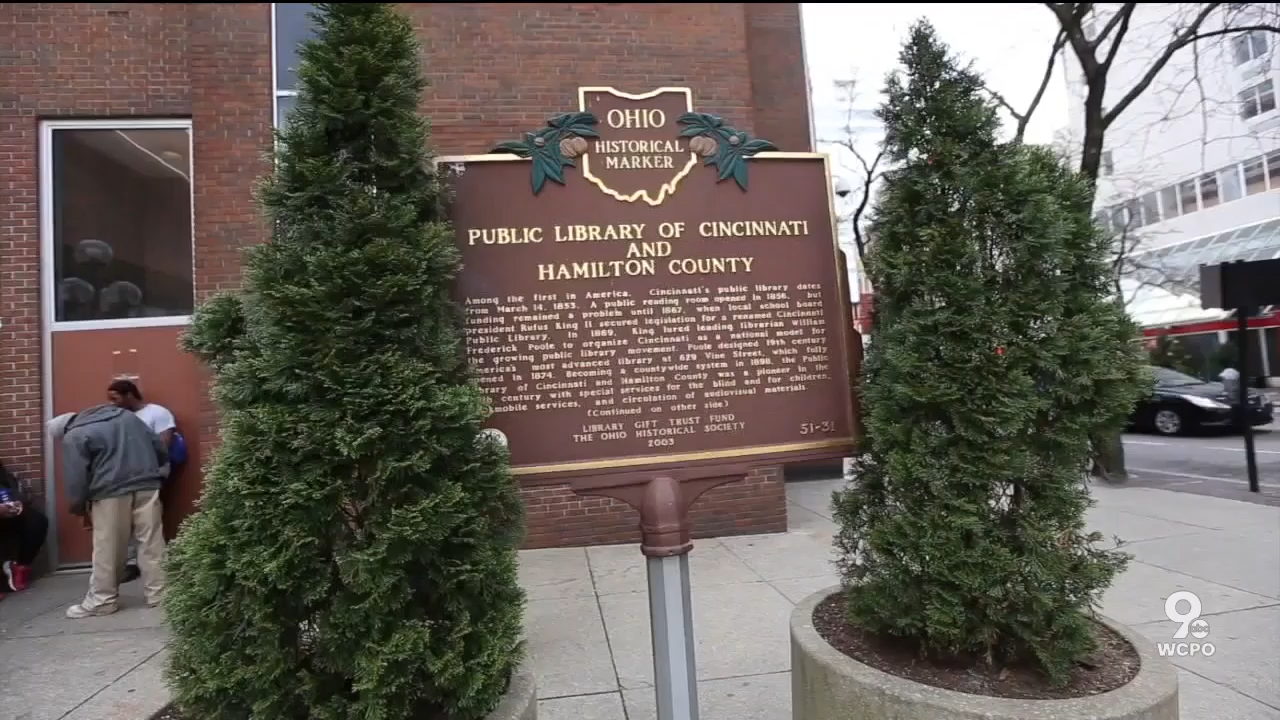 OHIO
HISTORICAL
MARKER
PUBLIC LIBRARY OF CINCINNATI
AND
HAMILTON COUNTY
Among the first in America, Cincinnati's public library dates
from March 14, 1853. A public reading room opened in 1856, but
funding remained a problem until 1867, when local school board
president Rufus King II secured legislation for a renamed Cincinnati
Public Library. In 1869, King lured leading librarian William
Frederick Poole to organize Cincinnati as a national model for
the growing public library movement. Poole designed 19th century
America's most advanced library at 629 Vine Street, which fully
opened in 1874. Becoming a countywide system in 1898, the Public
Library of Cincinnati and Hamilton County was a pioneer in the
th century with special services for the blind and for children,
mobile services, and circulation of audiovisual materials.
(Continued on other side)
LIBRARY GIFT TRUST FUND
THE OHIO HISTORICAL SOCIETY
2003
51-31
9 abc
WCPO